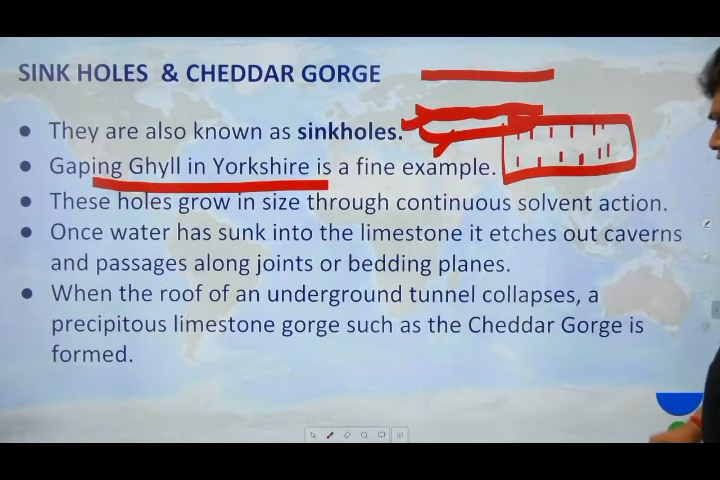 SINK HOLES & CHEDDAR GORGE
● They are also known as sinkholes.
● Gaping Ghyll in Yorkshire is a fine example.
● These holes grow in size through continuous solvent action.
● Once water has sunk into the limestone it etches out caverns
and passages along joints or bedding planes.
● When the roof of an underground tunnel collapses, a
precipitous limestone gorge such as the Cheddar Gorge is
formed.